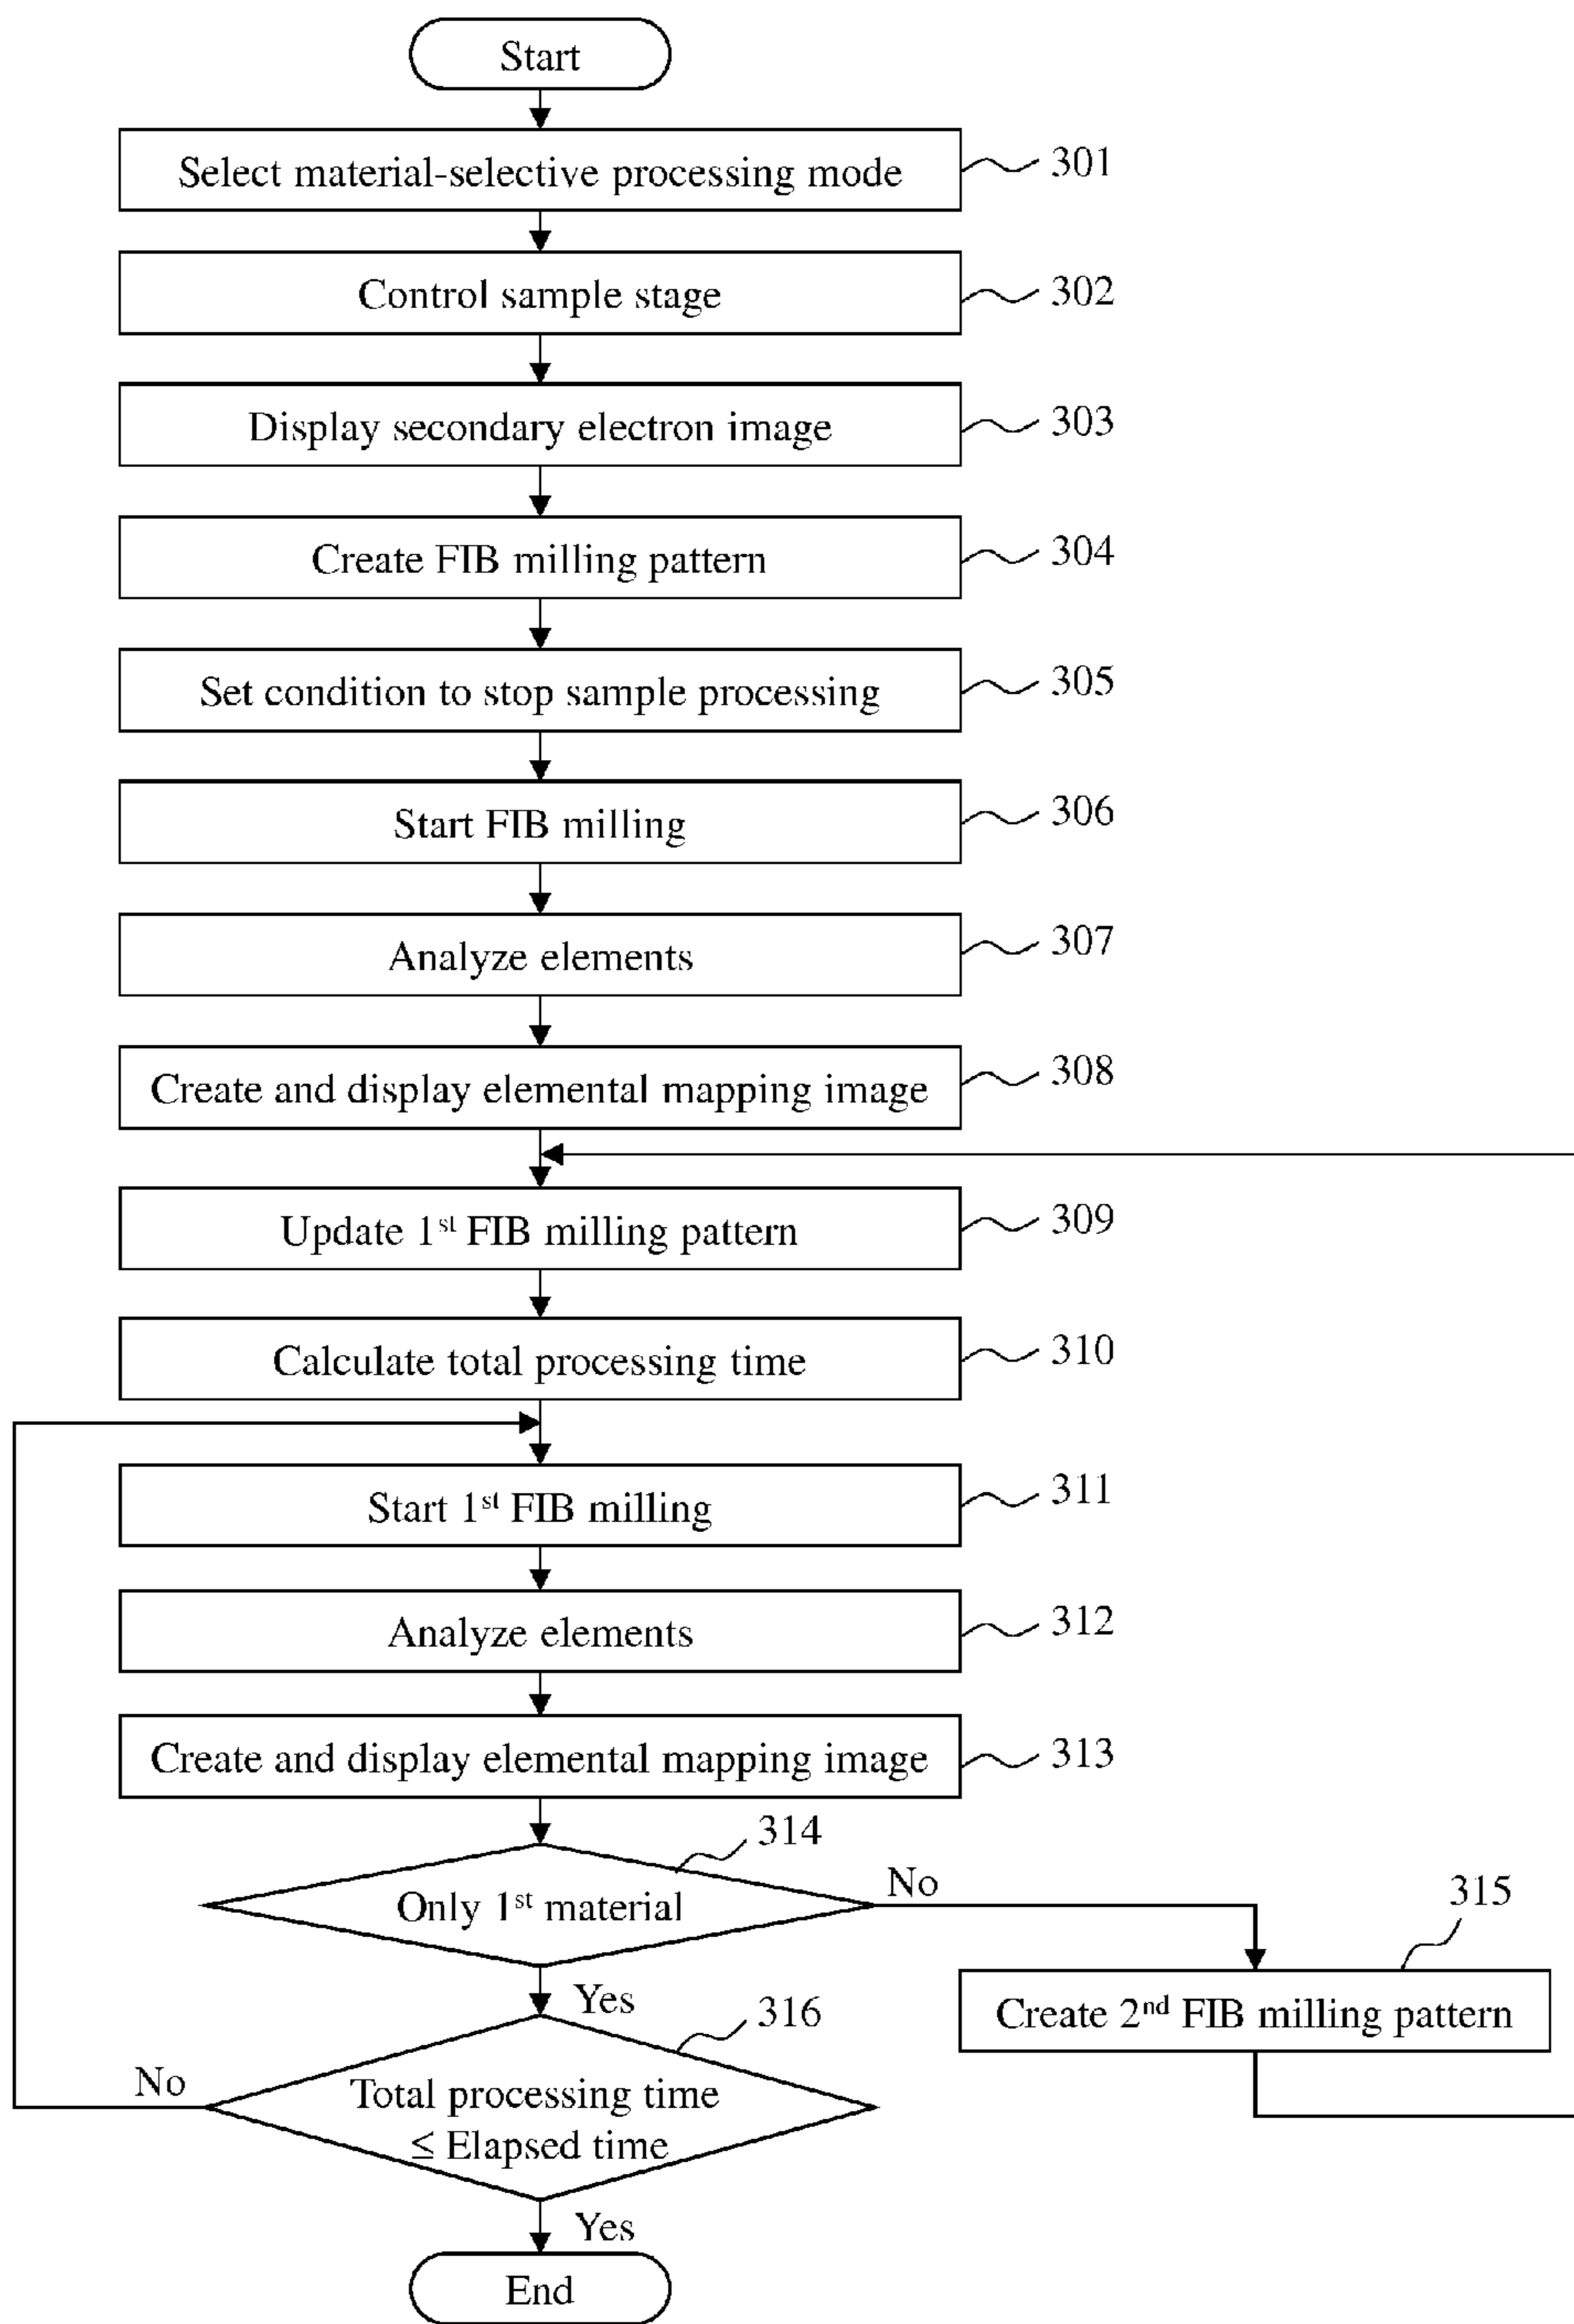 Start
Select material-selective processing mode
301
Control sample stage
302
Display secondary electron image
303
Create FIB milling pattern
304
Set condition to stop sample processing
305
Start FIB milling
306
Analyze elements
307
Create and display elemental mapping image
308
Update 1st FIB milling pattern
309
Calculate total processing time
310
Start 1st FIB milling
311
Analyze elements
312
Create and display elemental mapping image
313
314
Only 1st material
No
Yes
315
Create 2nd FIB milling pattern
316
Total processing time
≤ Elapsed time
No
Yes
End